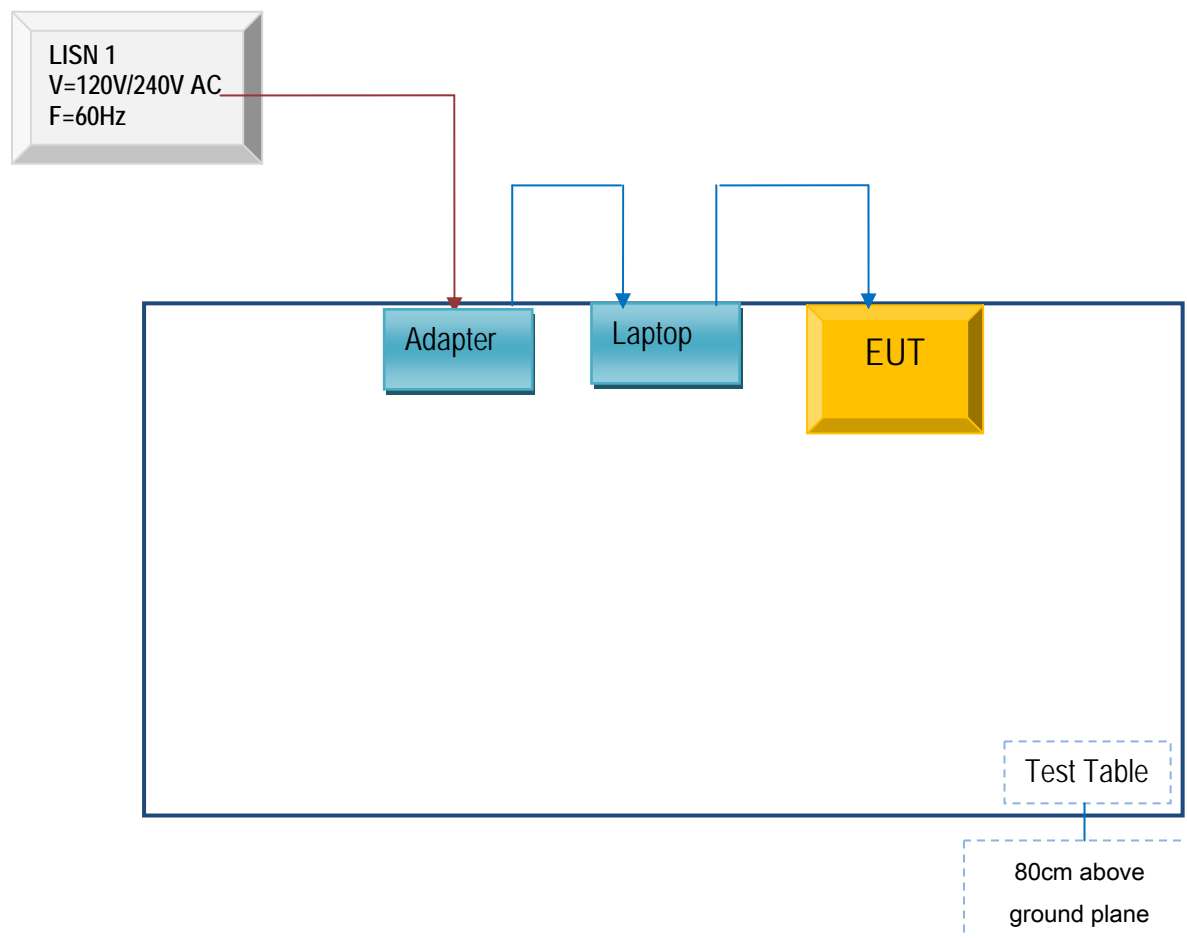 LISN 1
V=120V/240V AC
F=60Hz
Adapter
Laptop
EUT
Test Table
80cm above
ground plane